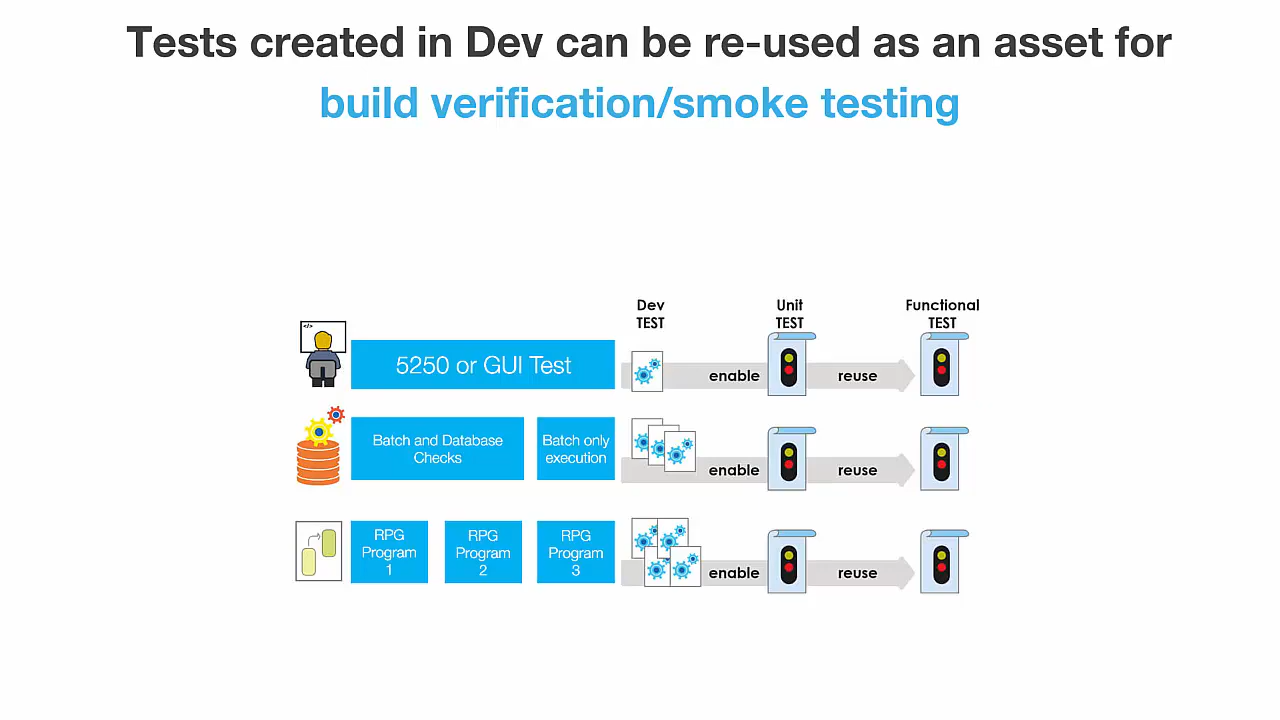 Tests created in Dev can be re-used as an asset for
build verification/smoke testing
Dev
TEST
Unit
TEST
Functional
TEST
</>
5250 or GUI Test
enable
reuse
Batch and Database
Checks
Batch only
execution
enable
reuse
RPG
Program
1
RPG
Program
2
RPG
Program
3
enable
reuse